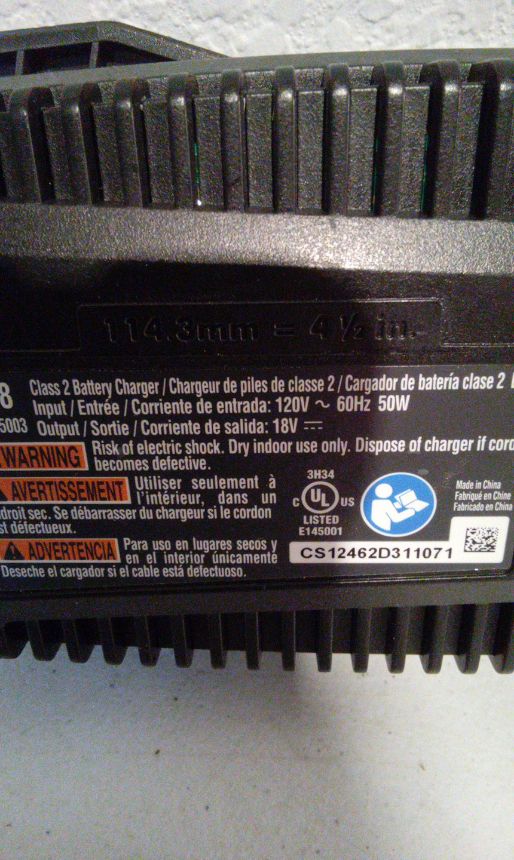 114.3mm = 4 ½ in.
8 Class 2 Battery Charger / Chargeur de piles de classe 2 / Cargador de batería clase 2
Input / Entrée / Corriente de entrada: 120V ~ 60Hz 50W
5003 Output / Sortie / Corriente de salida: 18V ⎓
WARNING Risk of electric shock. Dry indoor use only. Dispose of charger if cord
becomes defective.
AVERTISSEMENT Utiliser seulement à
l'intérieur, dans un
droit sec. Se débarrasser du chargeur si le cordon
st défectueux.
ADVERTENCIA Para uso en lugares secos y
en el interior únicamente
Deseche el cargador si el cable está defectuoso.
3H34
C UL US
LISTED
E145001
Made in China
Fabriqué en Chine
Fabricado en China
CS12462D311071